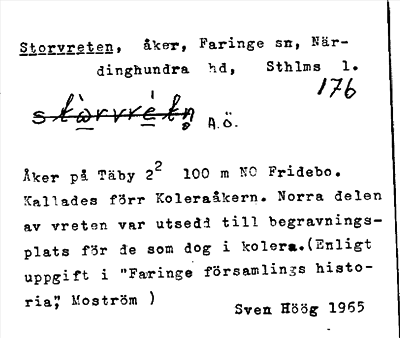 Storvreten, åker, Faringe sn, När-
dinghundra hd, Sthlms l.
176
A.Ö.
Åker på Täby 2² 100 m NO Fridebo.
Kallades förr Koleraåkern. Norra delen
av vreten var utsedd till begravnings-
plats för de som dog i kolera.(Enligt
uppgift i "Faringe församlings histo-
ria", Moström )
Sven Höög 1965